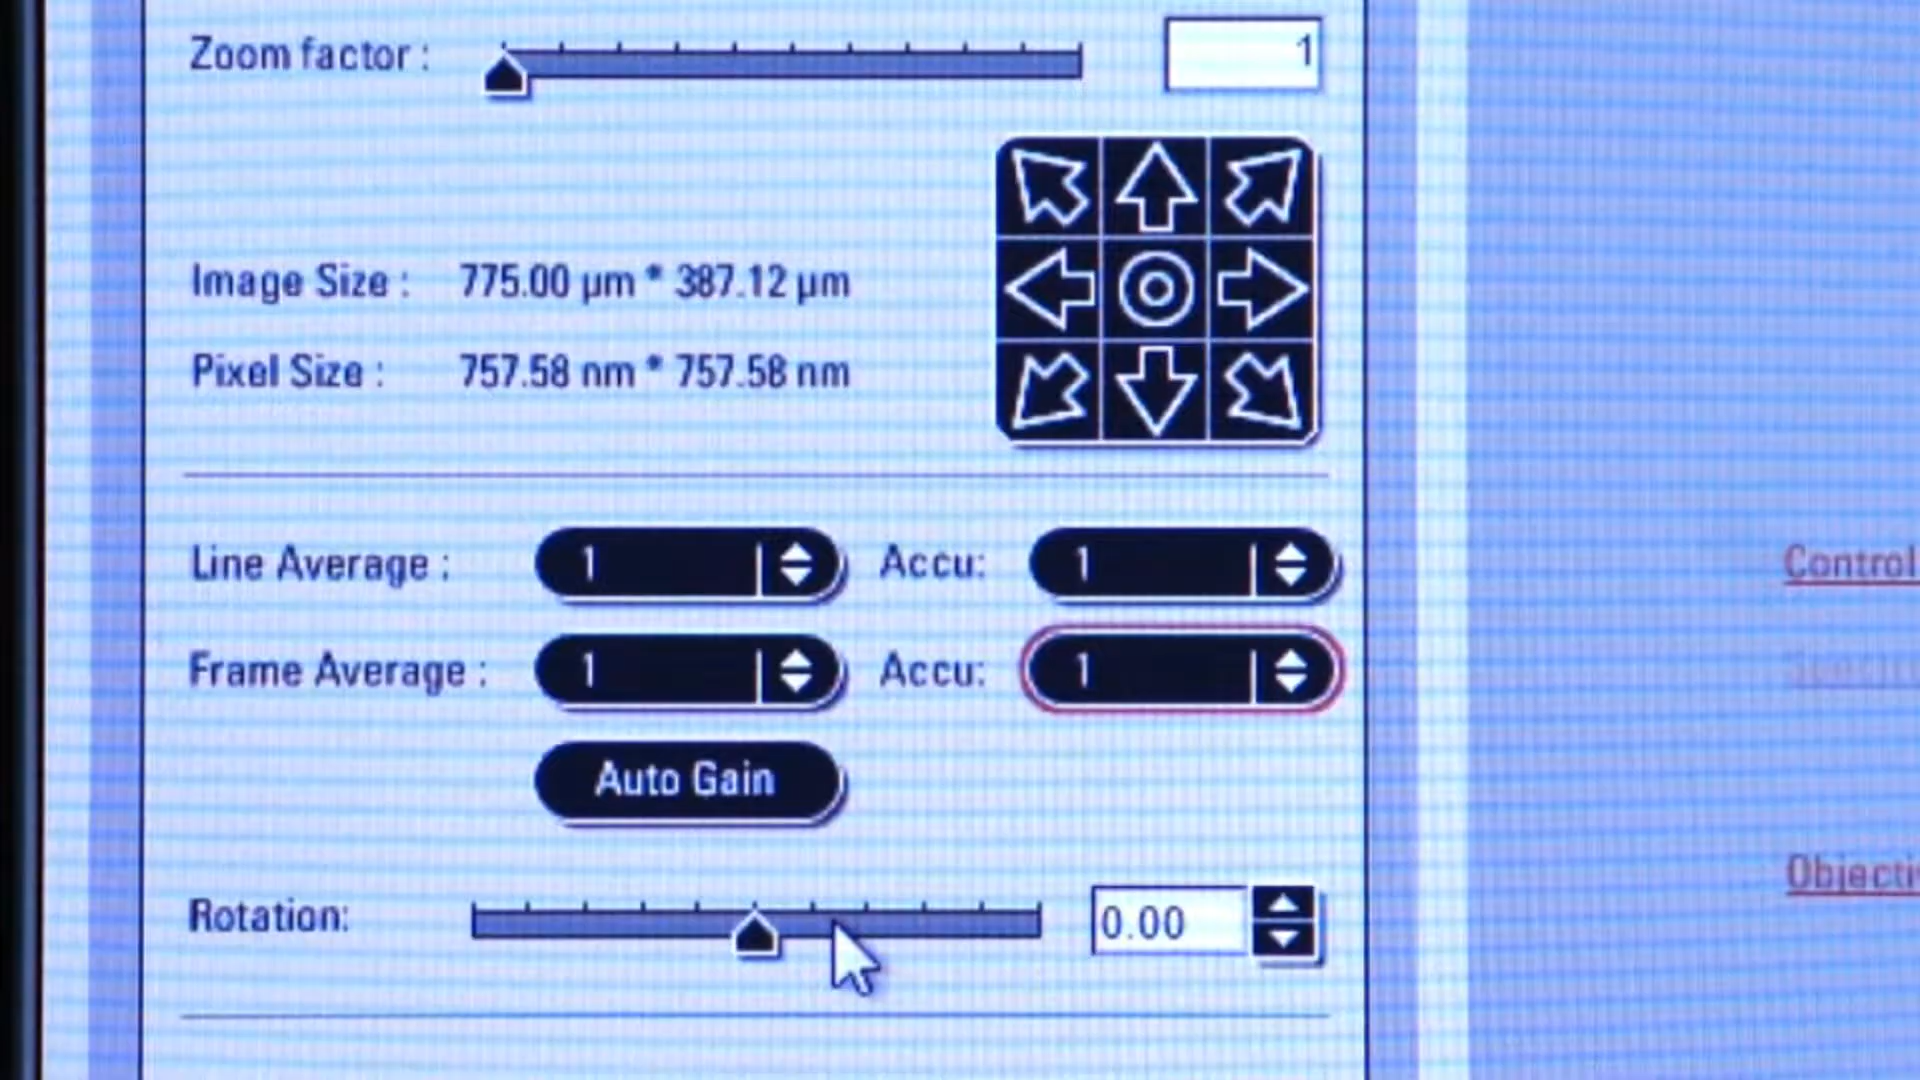 Zoom factor : 1
Image Size : 775.00 µm * 387.12 µm
Pixel Size : 757.58 nm * 757.58 nm
Line Average : 1 Accu: 1
Control
Frame Average : 1 Accu: 1
Auto Gain
Objecti
Rotation: 0.00